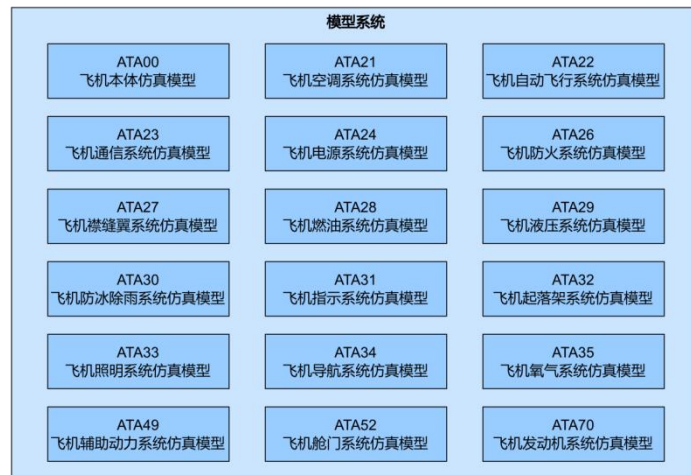 模型系统
ATA00
飞机本体仿真模型
ATA21
飞机空调系统仿真模型
ATA22
飞机自动飞行系统仿真模型
ATA23
飞机通信系统仿真模型
ATA24
飞机电源系统仿真模型
ATA26
飞机防火系统仿真模型
ATA27
飞机襟缝翼系统仿真模型
ATA28
飞机燃油系统仿真模型
ATA29
飞机液压系统仿真模型
ATA30
飞机防冰除雨系统仿真模型
ATA31
飞机指示系统仿真模型
ATA32
飞机起落架系统仿真模型
ATA33
飞机照明系统仿真模型
ATA34
飞机导航系统仿真模型
ATA35
飞机氧气系统仿真模型
ATA49
飞机辅助动力系统仿真模型
ATA52
飞机舱门系统仿真模型
ATA70
飞机发动机系统仿真模型